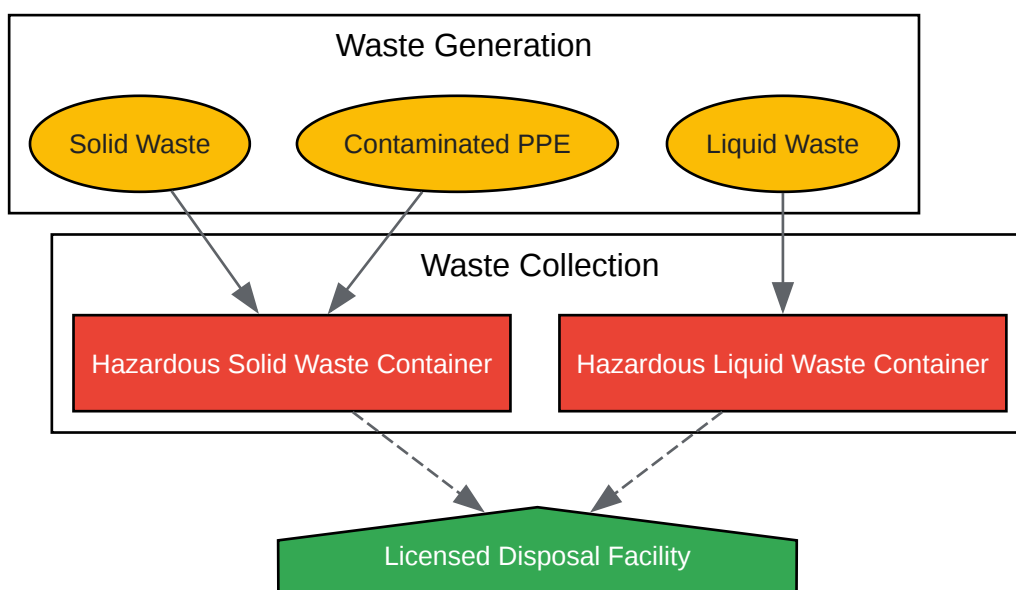 Waste Generation
Solid Waste
Contaminated PPE
Liquid Waste
Waste Collection
Hazardous Solid Waste Container
Hazardous Liquid Waste Container
Licensed Disposal Facility